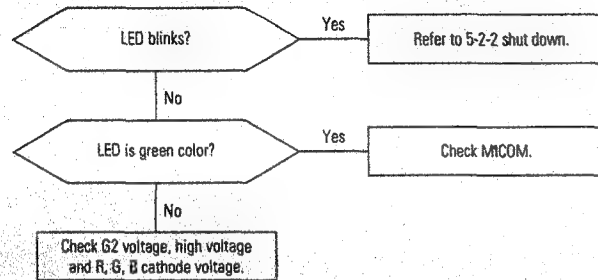 LED blinks?
Yes
Refer to 5-2-2 shut down.
No
LED is green color?
Yes
Check MICOM.
No
Check G2 voltage, high voltage
and R, G, B cathode voltage.